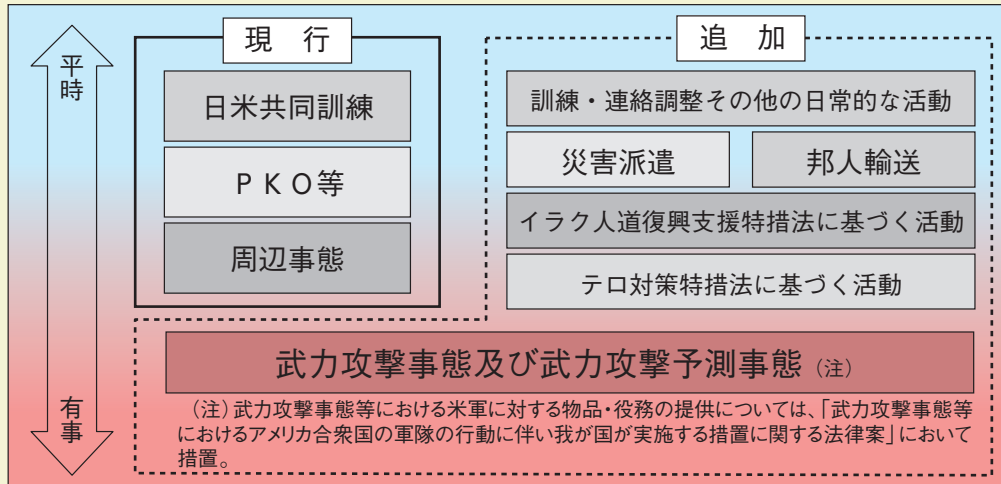 平時
有事
現　行
日米共同訓練
ＰＫＯ等
周辺事態
追　加
訓練・連絡調整その他の日常的な活動
災害派遣
邦人輸送
イラク人道復興支援特措法に基づく活動
テロ対策特措法に基づく活動
武力攻撃事態及び武力攻撃予測事態（注）
（注）武力攻撃事態等における米軍に対する物品・役務の提供については、「武力攻撃事態等
におけるアメリカ合衆国の軍隊の行動に伴い我が国が実施する措置に関する法律案」において
措置。